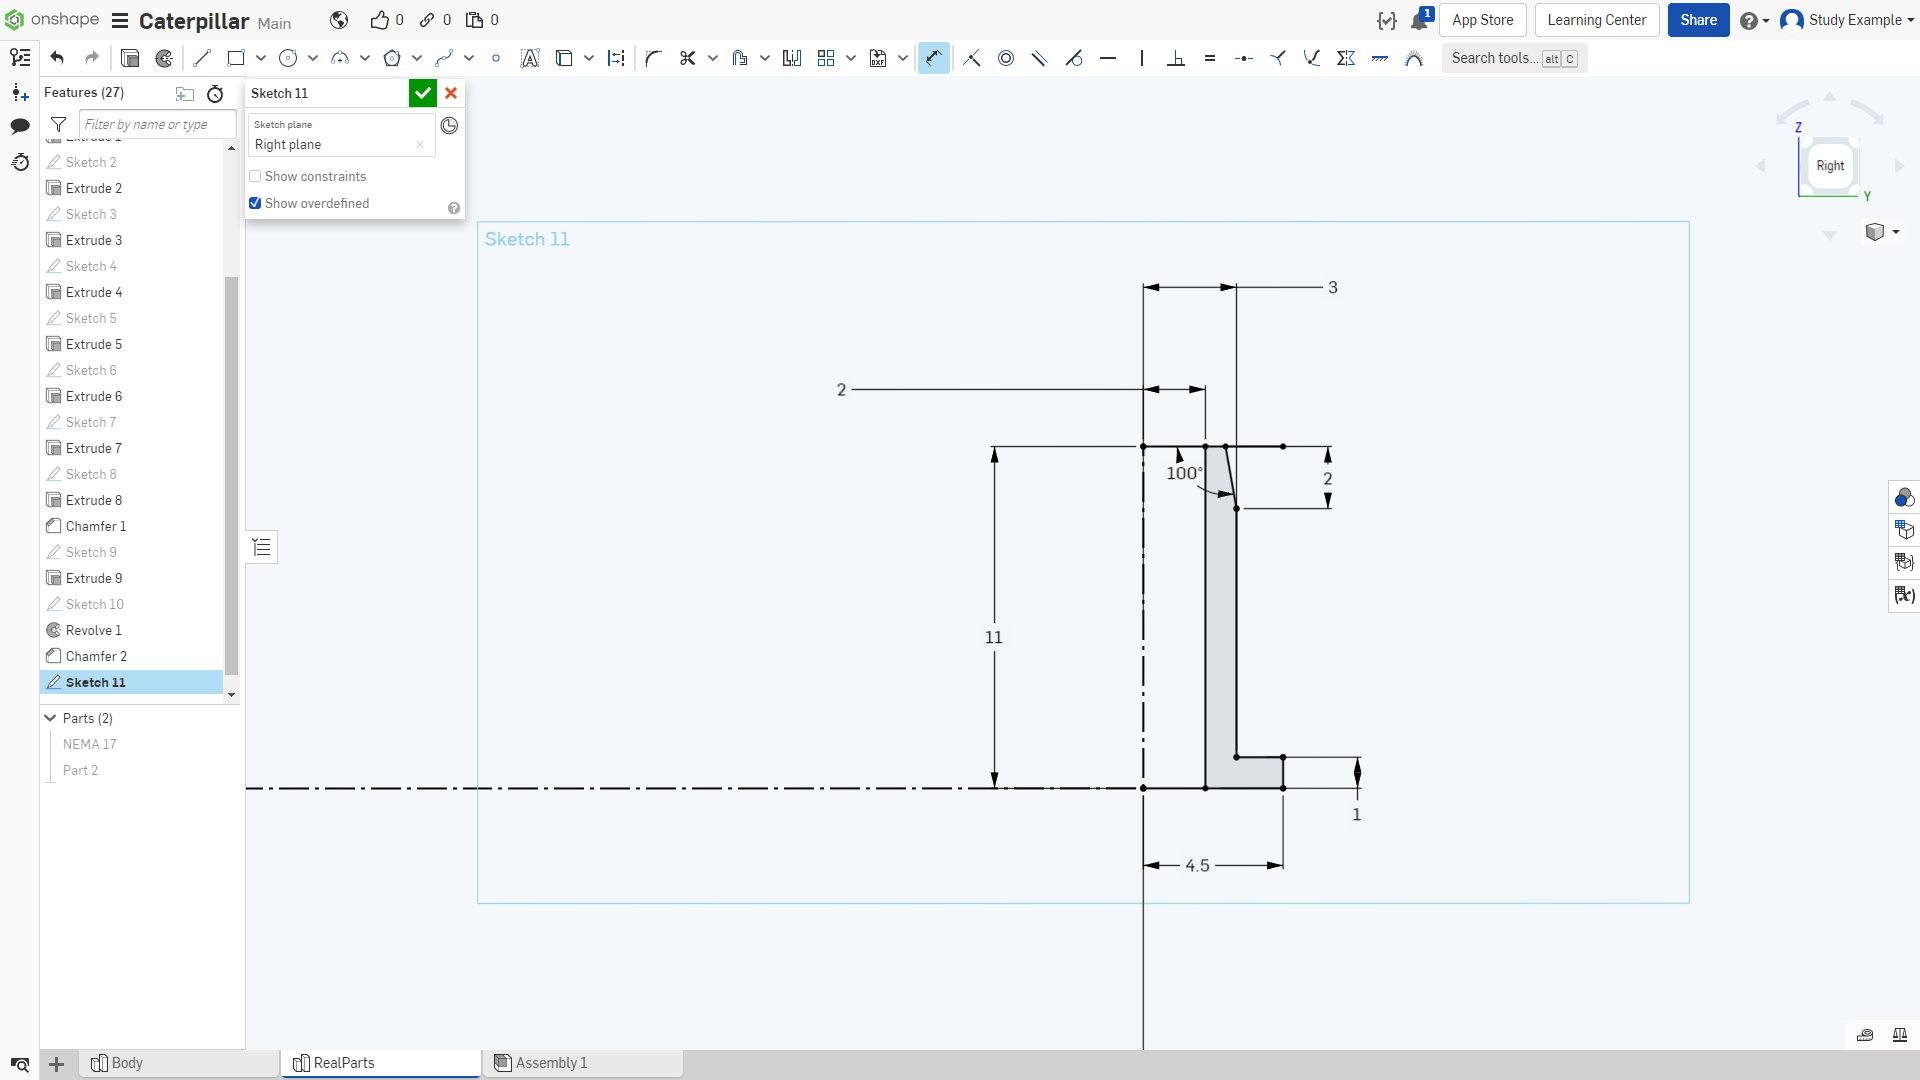 onshape
Caterpillar Main
0
0
0
1
App Store
Learning Center
Share
Study Example
Search tools... alt C
Features (27)
Filter by name or type
Extrude 1
Sketch 2
Extrude 2
Sketch 3
Extrude 3
Sketch 4
Extrude 4
Sketch 5
Extrude 5
Sketch 6
Extrude 6
Sketch 7
Extrude 7
Sketch 8
Extrude 8
Chamfer 1
Sketch 9
Extrude 9
Sketch 10
Revolve 1
Chamfer 2
Sketch 11
Parts (2)
NEMA 17
Part 2
Sketch 11
Sketch plane
Right plane
Show constraints
Show overdefined
Sketch 11
3
2
100°
2
11
1
4.5
Z
Right
Y
Body
RealParts
Assembly 1